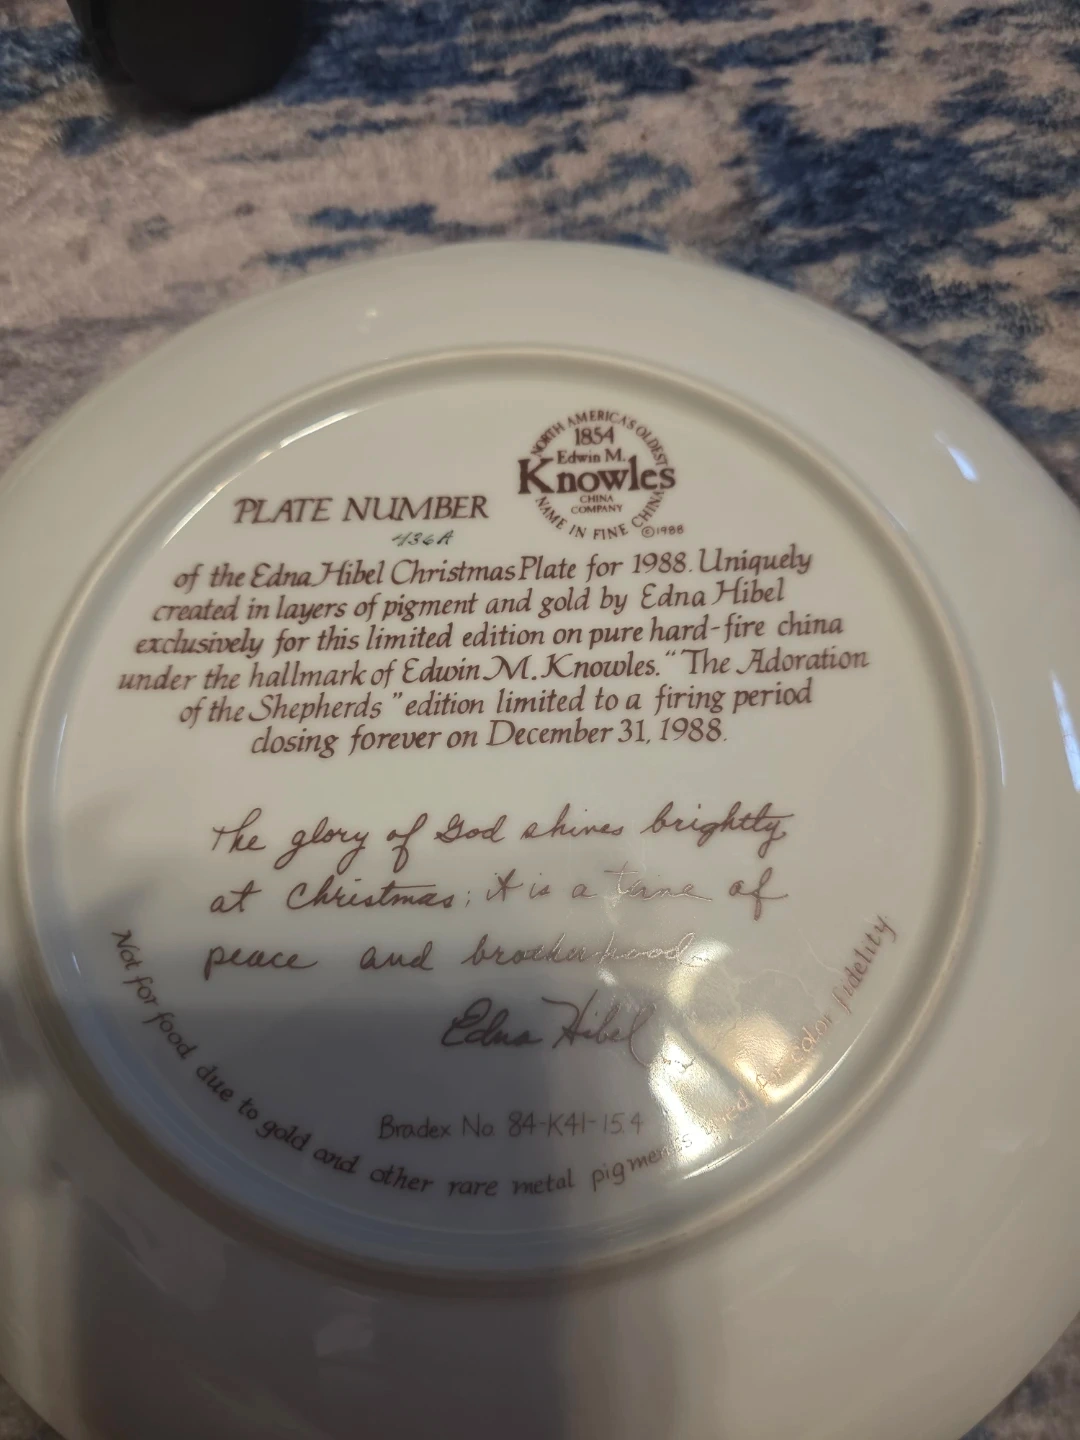 NORTH AMERICA'S OLDEST
1854
Edwin M.
Knowles
CHINA
COMPANY
NAME IN FINE CHINA
©1988
PLATE NUMBER
436A
of the Edna Hibel Christmas Plate for 1988. Uniquely
created in layers of pigment and gold by Edna Hibel
exclusively for this limited edition on pure hard-fire china
under the hallmark of Edwin M. Knowles. "The Adoration
of the Shepherds" edition limited to a firing period
closing forever on December 31, 1988.
The glory of God shines brightly
at Christmas; it is a time of
peace and brotherhood
Edna Hibel
Bradex No. 84-K41-15.4
Not for food due to gold and other rare metal pigments used for color fidelity